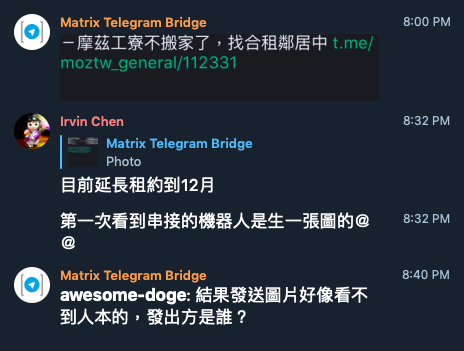 Matrix Telegram Bridge 8:00 PM
－摩茲工寮不搬家了，找合租鄰居中 t.me/
moztw_general/112331
Irvin Chen 8:32 PM
Matrix Telegram Bridge
Photo
目前延長租約到12月
第一次看到串接的機器人是生一張圖的＠ 8:32 PM
＠
Matrix Telegram Bridge 8:40 PM
awesome-doge: 結果發送圖片好像看不
到人本的，發出方是誰？